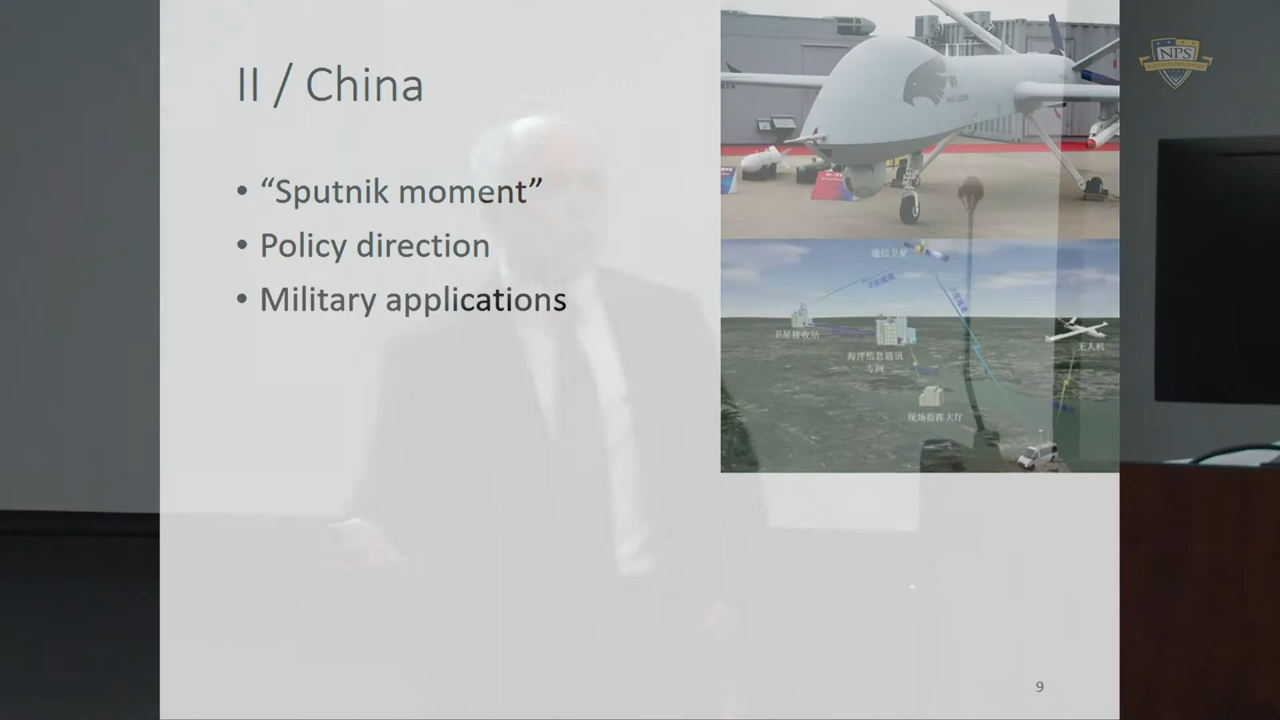 II / China
• “Sputnik moment”
• Policy direction
• Military applications
通信卫星
卫星接收站
海洋信息通讯
专网
无人机
现场指挥大厅
9
NPS